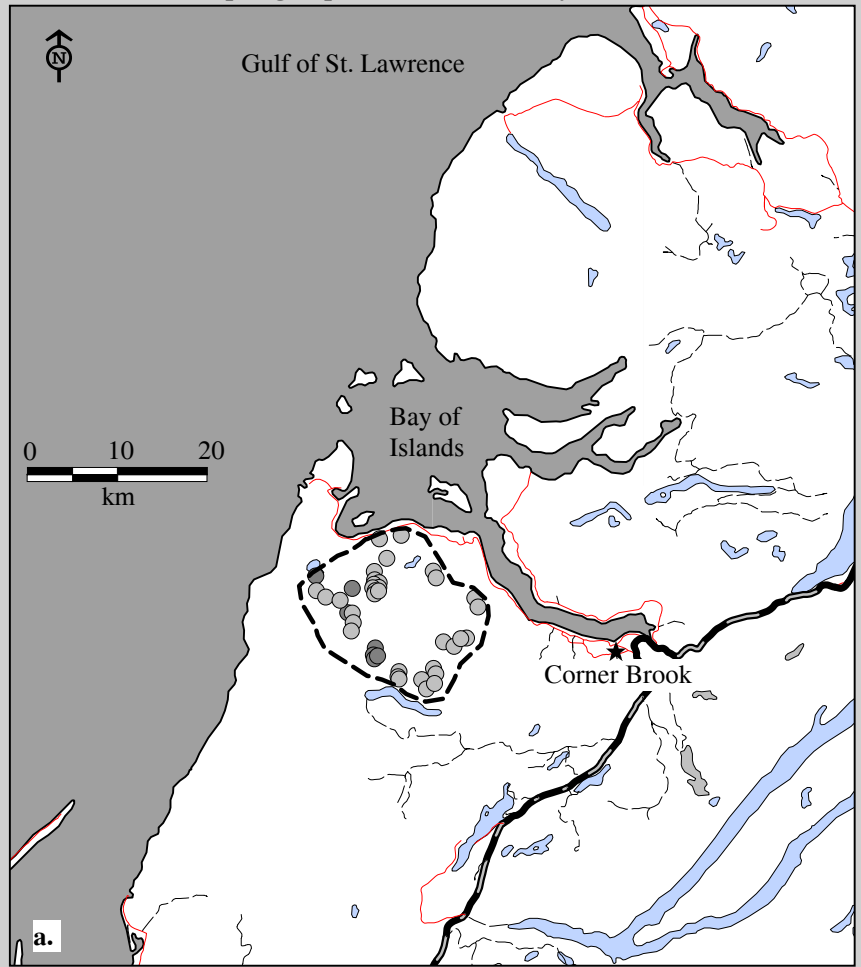 N
Gulf of St. Lawrence
Bay of
Islands
0 10 20
km
Corner Brook
a.